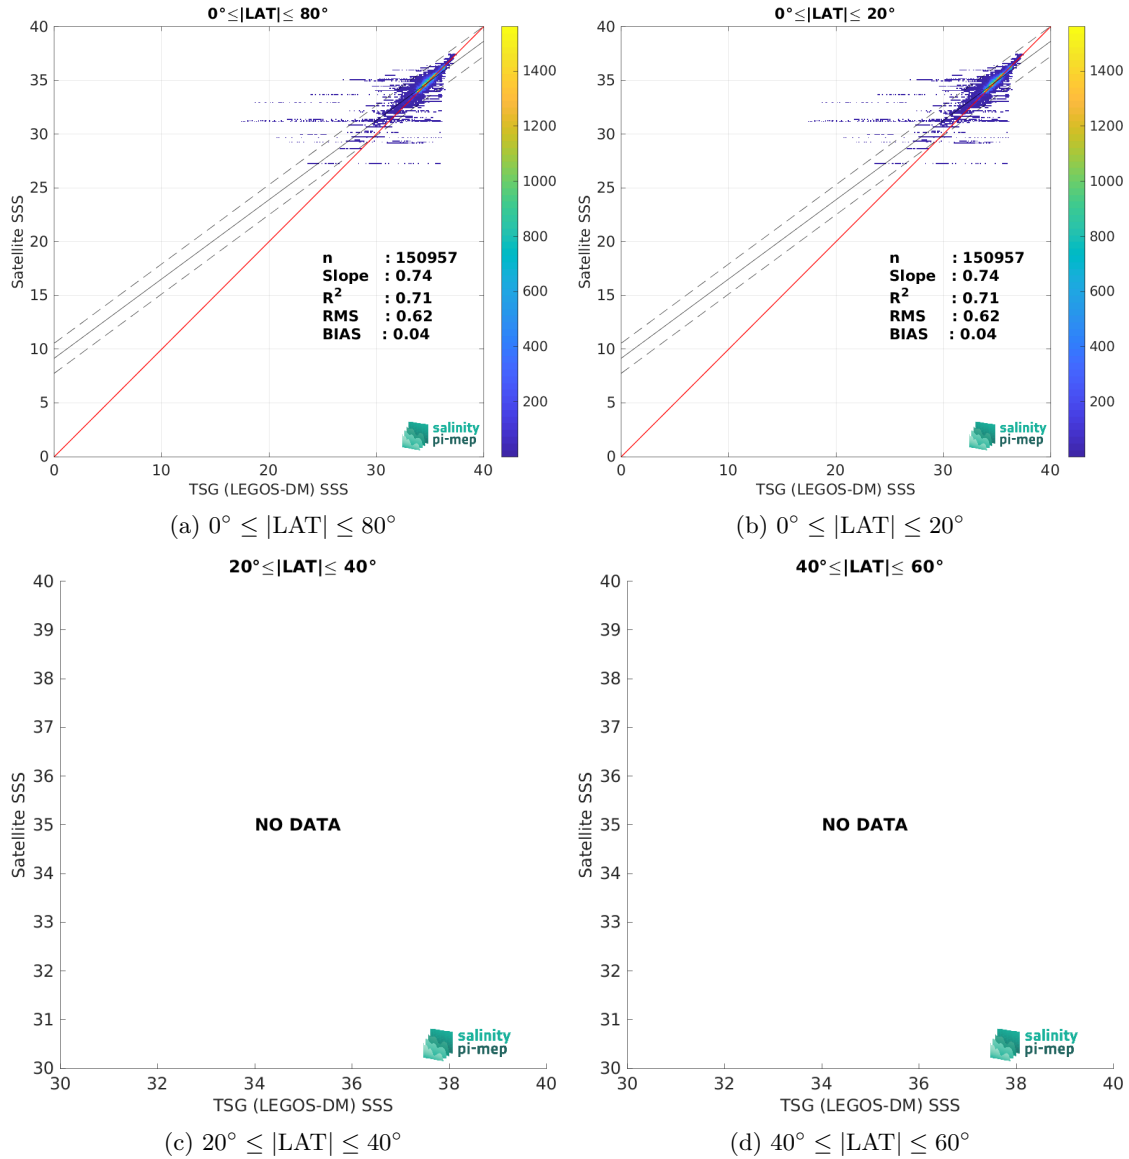 0°≤|LAT|≤ 80°
40
35
30
25
20
15
10
5
0
Satellite SSS
n : 150957
Slope : 0.74
R² : 0.71
RMS : 0.62
BIAS : 0.04
salinity
pi-mep
0 10 20 30 40
TSG (LEGOS-DM) SSS
1400
1200
1000
800
600
400
200
(a) 0° ≤ |LAT| ≤ 80°
0°≤|LAT|≤ 20°
40
35
30
25
20
15
10
5
0
Satellite SSS
n : 150957
Slope : 0.74
R² : 0.71
RMS : 0.62
BIAS : 0.04
salinity
pi-mep
0 10 20 30 40
TSG (LEGOS-DM) SSS
1400
1200
1000
800
600
400
200
(b) 0° ≤ |LAT| ≤ 20°
20°≤|LAT|≤ 40°
40
39
38
37
36
35
34
33
32
31
30
Satellite SSS
NO DATA
salinity
pi-mep
30 32 34 36 38 40
TSG (LEGOS-DM) SSS
(c) 20° ≤ |LAT| ≤ 40°
40°≤|LAT|≤ 60°
40
39
38
37
36
35
34
33
32
31
30
Satellite SSS
NO DATA
salinity
pi-mep
30 32 34 36 38 40
TSG (LEGOS-DM) SSS
(d) 40° ≤ |LAT| ≤ 60°